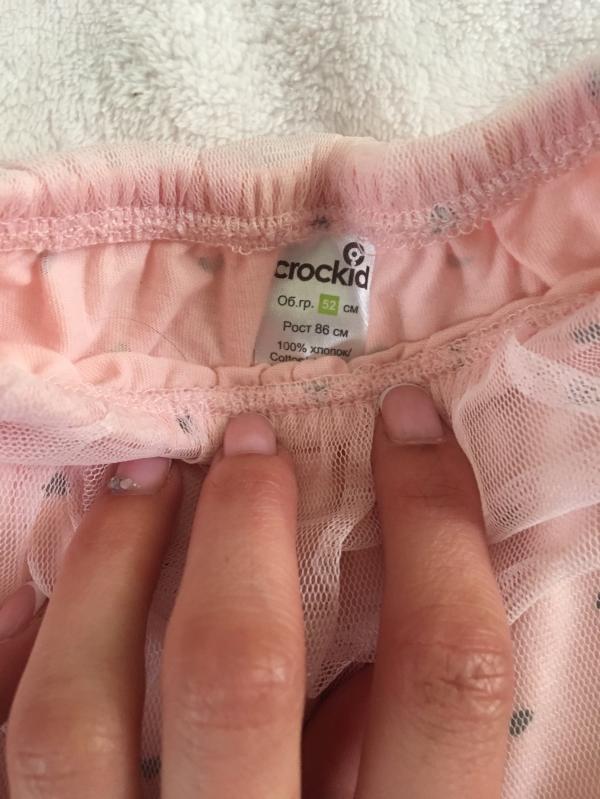 crockid
Об.гр. 52 см
Рост 86 см
100% хлопок/